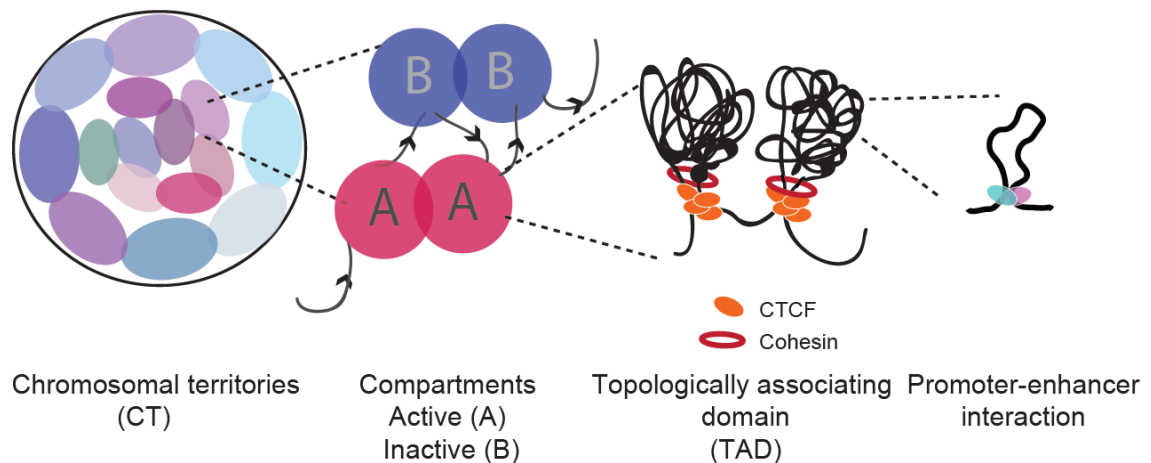 B B
A A
CTCF
Cohesin
Chromosomal territories
(CT)
Compartments
Active (A)
Inactive (B)
Topologically associating
domain
(TAD)
Promoter-enhancer
interaction